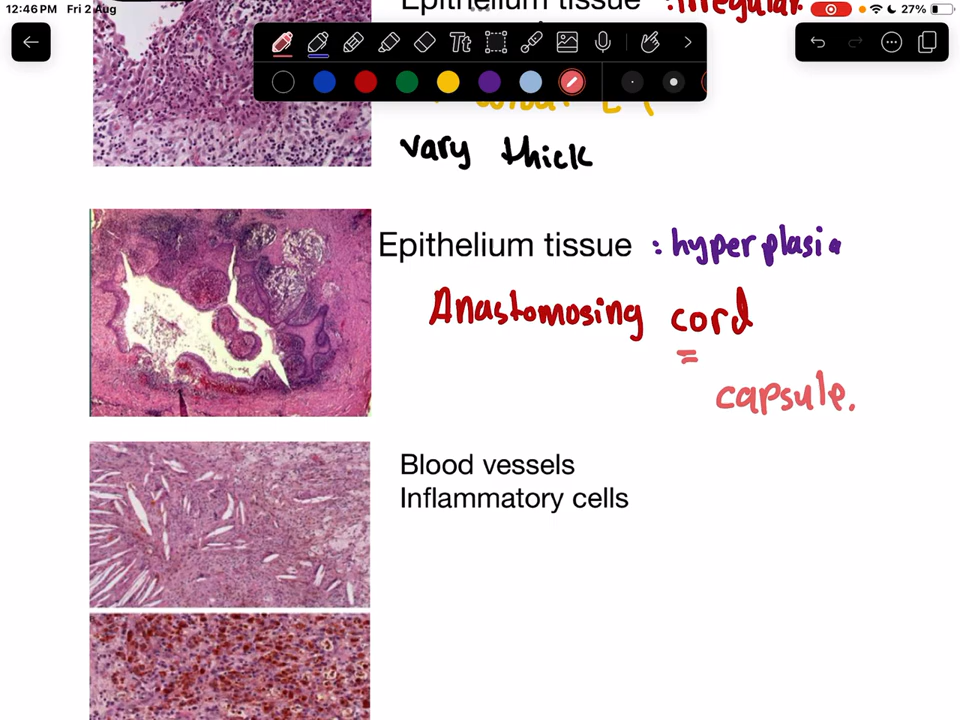 12:46 PM Fri 2 Aug 27%
Epithelium tissue : irregular
Tt
vary thick
Epithelium tissue : hyperplasia
Anastomosing cord
=
capsule.
Blood vessels
Inflammatory cells